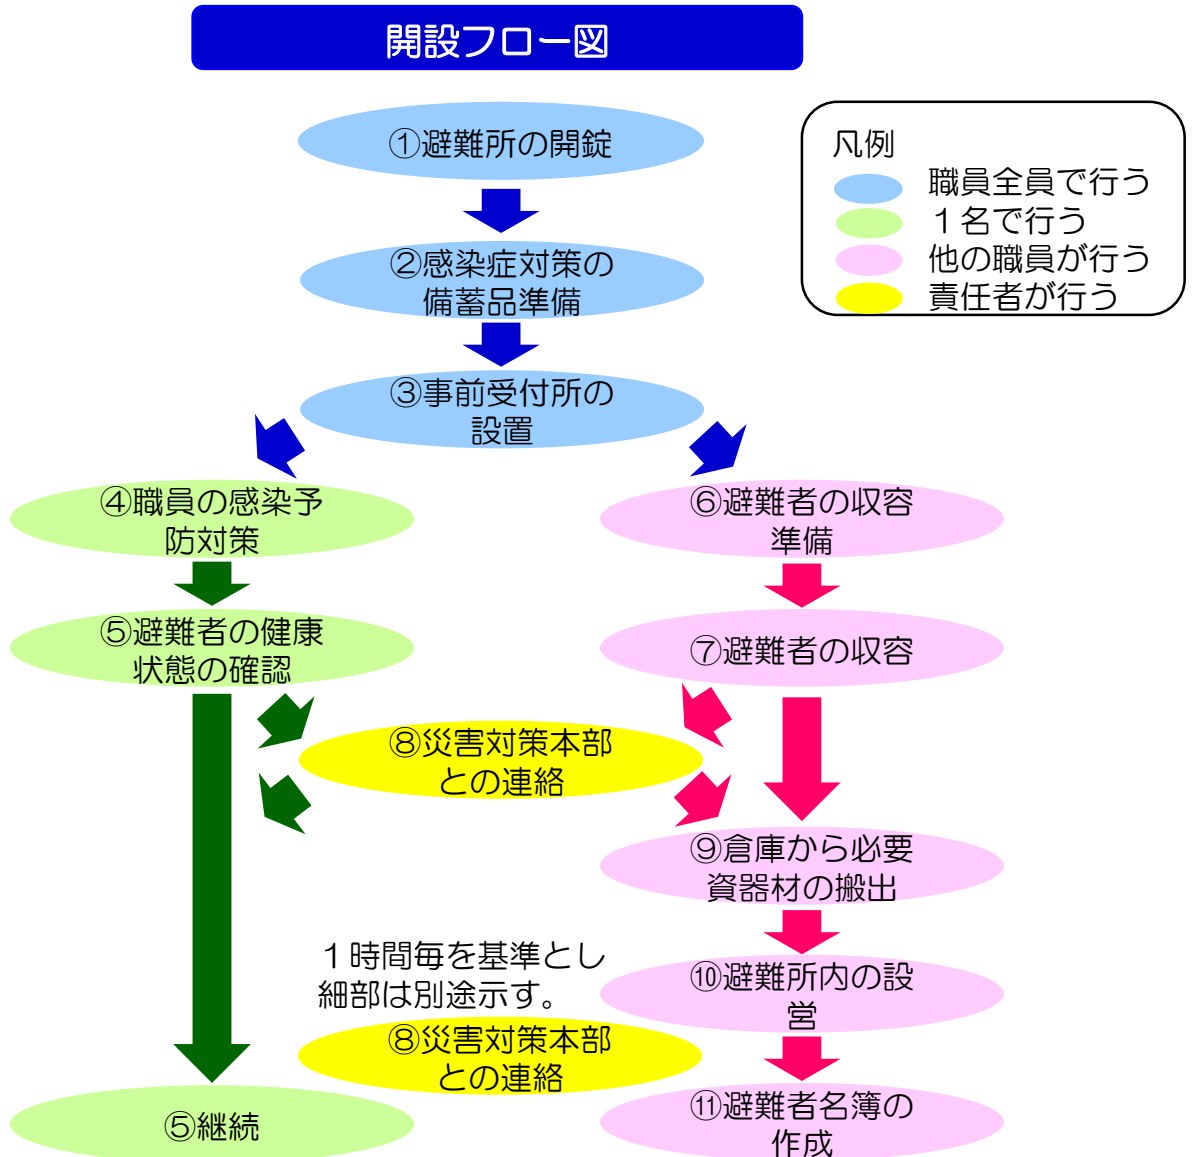 開設フロー図
①避難所の開錠
凡例
職員全員で行う
１名で行う
他の職員が行う
責任者が行う
②感染症対策の
備蓄品準備
③事前受付所の
設置
④職員の感染予
防対策
⑥避難者の収容
準備
⑤避難者の健康
状態の確認
⑦避難者の収容
⑧災害対策本部
との連絡
⑨倉庫から必要
資器材の搬出
１時間毎を基準とし
細部は別途示す。
⑩避難所内の設
営
⑧災害対策本部
との連絡
⑤継続
⑪避難者名簿の
作成